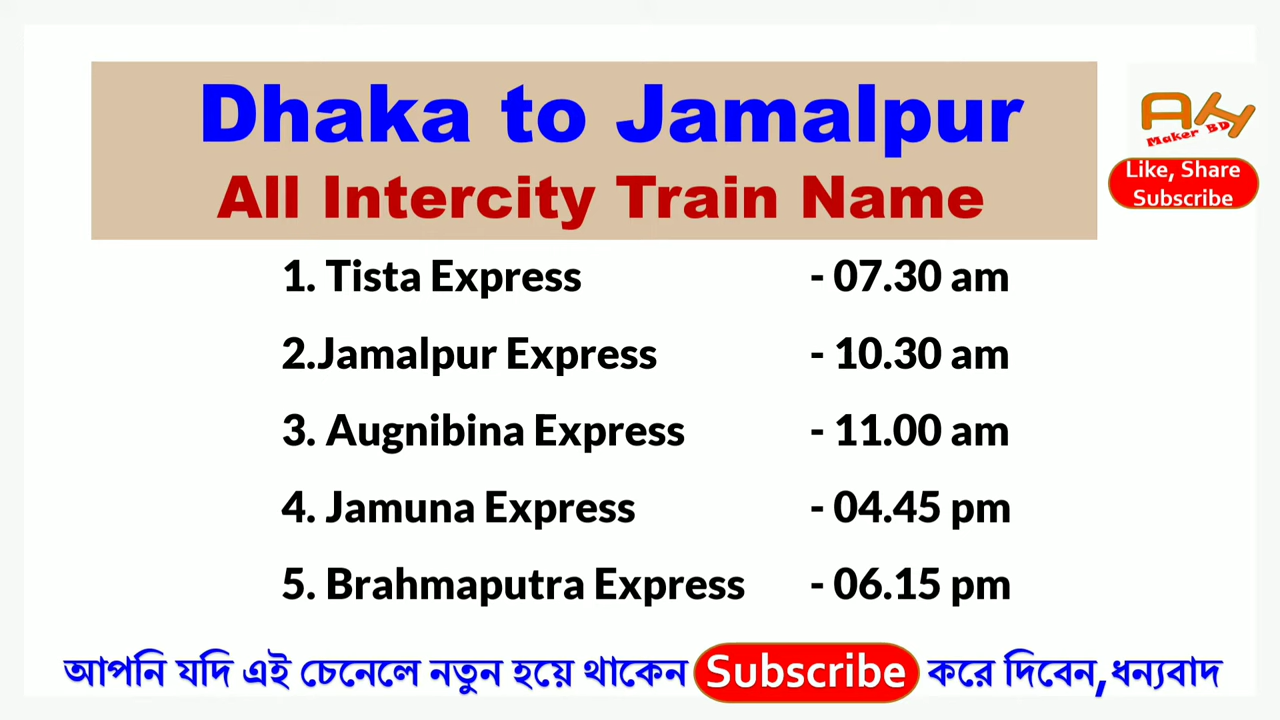 Dhaka to Jamalpur
All Intercity Train Name
AH
Maker BD
Like, Share
Subscribe
1. Tista Express - 07.30 am
2.Jamalpur Express - 10.30 am
3. Augnibina Express - 11.00 am
4. Jamuna Express - 04.45 pm
5. Brahmaputra Express - 06.15 pm
আপনি যদি এই চেনেলে নতুন হয়ে থাকেন Subscribe করে দিবেন,ধন্যবাদ